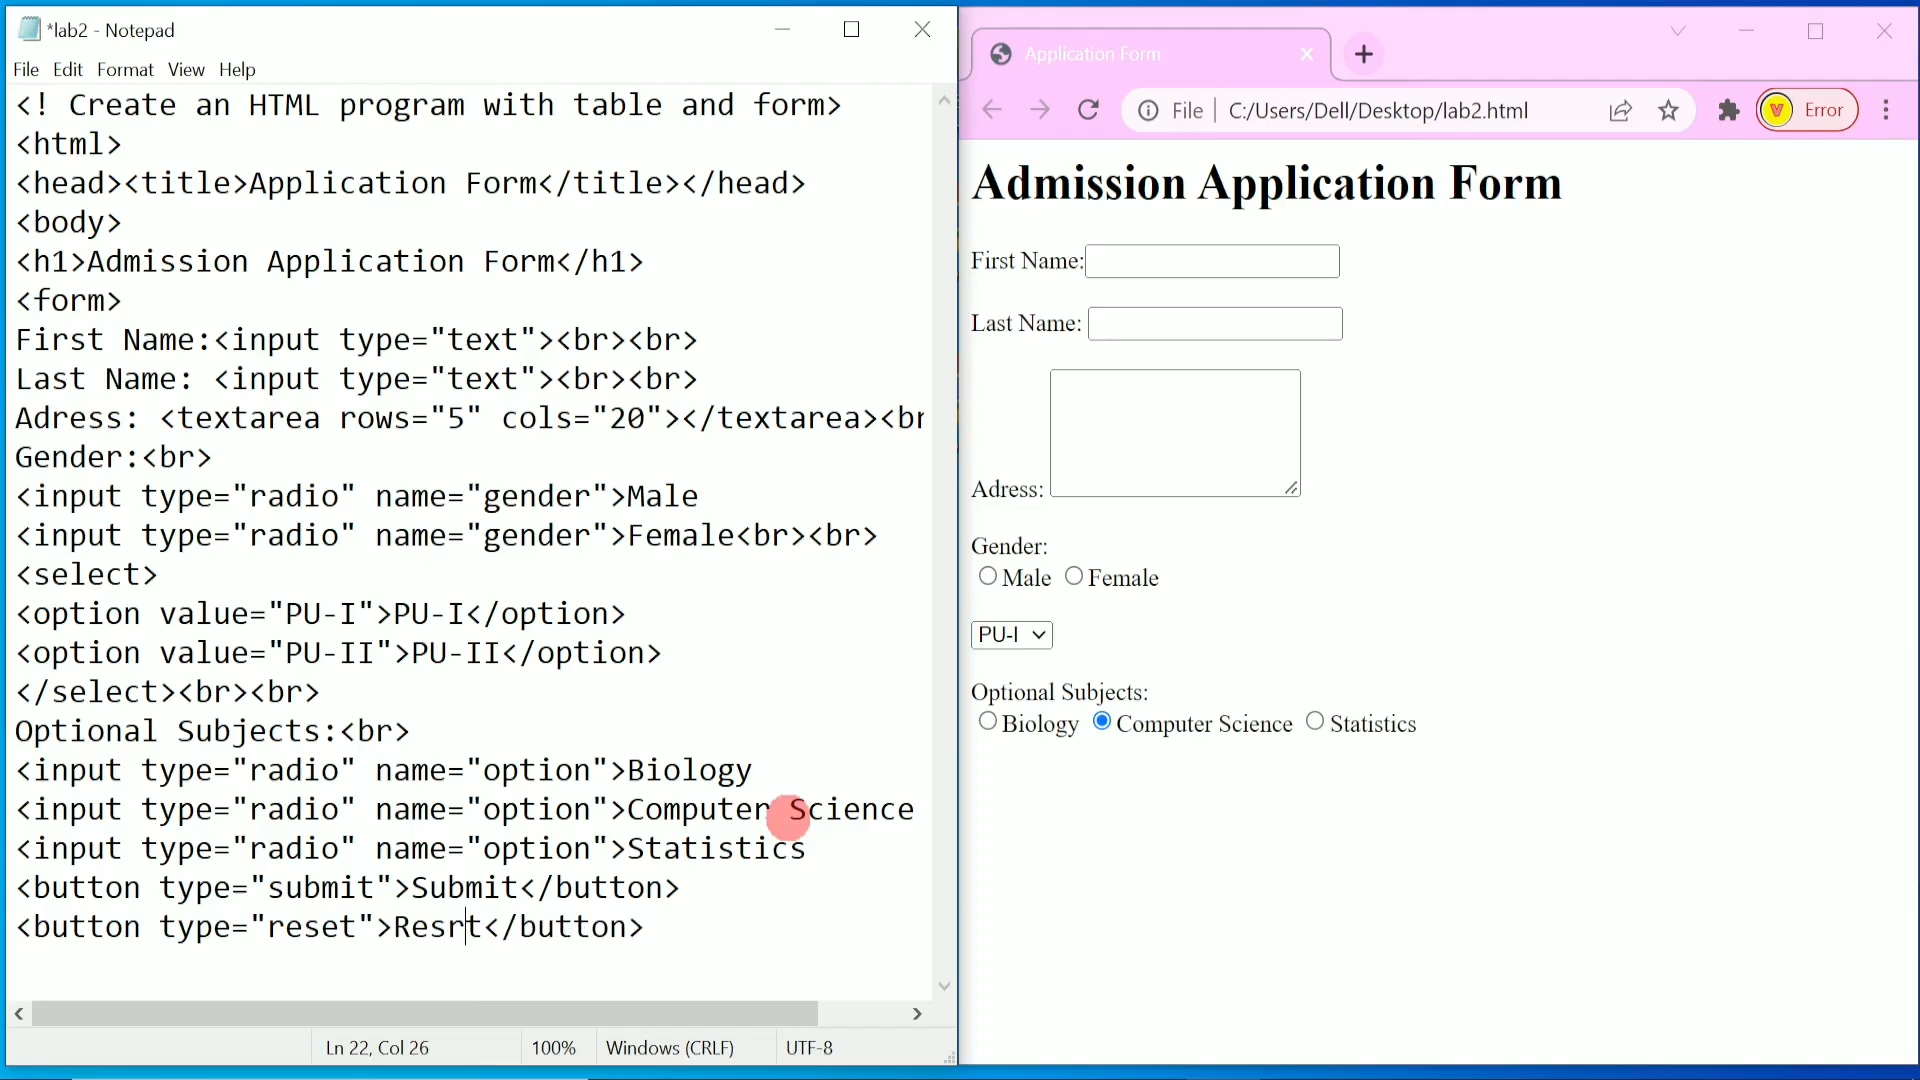 *lab2 - Notepad
File Edit Format View Help
<! Create an HTML program with table and form>
<html>
<head><title>Application Form</title></head>
<body>
<h1>Admission Application Form</h1>
<form>
First Name:<input type="text"><br><br>
Last Name: <input type="text"><br><br>
Adress: <textarea rows="5" cols="20"></textarea><br
Gender:<br>
<input type="radio" name="gender">Male
<input type="radio" name="gender">Female<br><br>
<select>
<option value="PU-I">PU-I</option>
<option value="PU-II">PU-II</option>
</select><br><br>
Optional Subjects:<br>
<input type="radio" name="option">Biology
<input type="radio" name="option">Computer Science
<input type="radio" name="option">Statistics
<button type="submit">Submit</button>
<button type="reset">Resrt</button>
Ln 22, Col 26 100% Windows (CRLF) UTF-8
Application Form
File C:/Users/Dell/Desktop/lab2.html V Error
Admission Application Form
First Name:
Last Name:
Adress:
Gender:
Male Female
PU-I
Optional Subjects:
Biology Computer Science Statistics